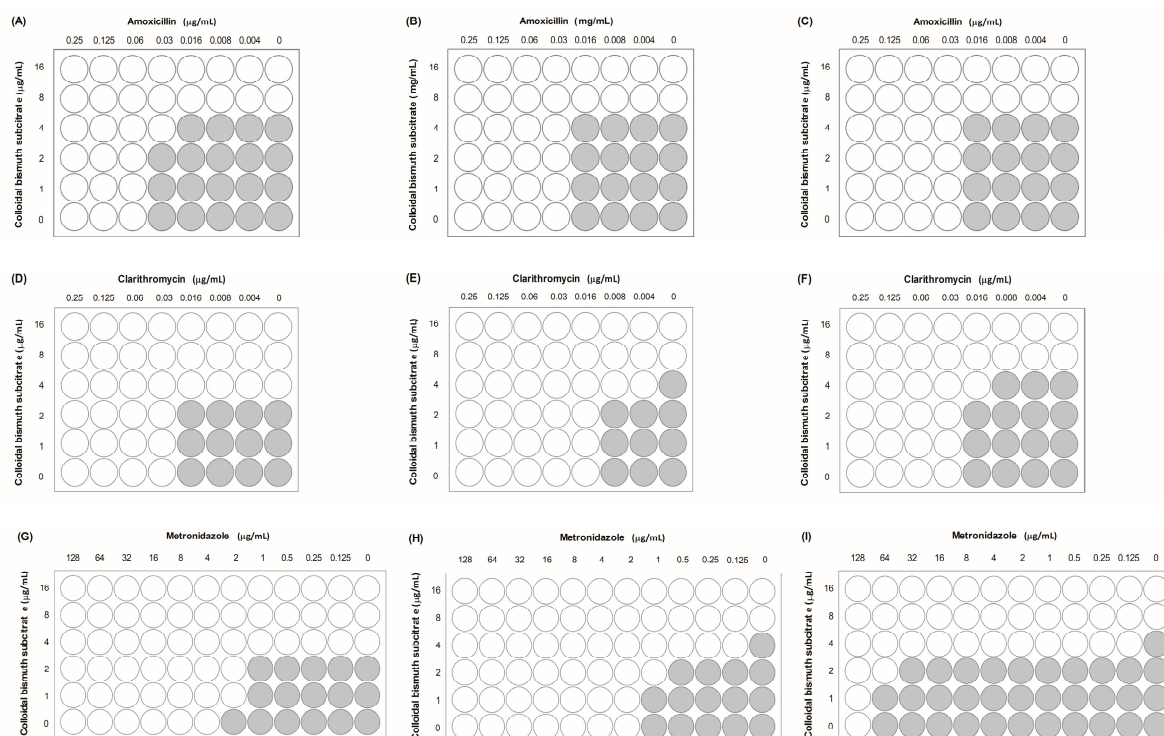 (A)
Amoxicillin (µg/mL)
0.25 0.125 0.06 0.03 0.016 0.008 0.004 0
Colloidal bismuth subcitrate (µg/mL)
16
8
4
2
1
0
(B)
Amoxicillin (mg/mL)
0.25 0.125 0.06 0.03 0.016 0.008 0.004 0
Colloidal bismuth subcitrate (mg/mL)
16
8
4
2
1
0
(C)
Amoxicillin (µg/mL)
0.25 0.125 0.06 0.03 0.016 0.008 0.004 0
Colloidal bismuth subcitrate (µg/mL)
16
8
4
2
1
0
(D)
Clarithromycin (µg/mL)
0.25 0.125 0.06 0.03 0.016 0.008 0.004 0
Colloidal bismuth subcitrate (µg/mL)
16
8
4
2
1
0
(E)
Clarithromycin (µg/mL)
0.25 0.125 0.06 0.03 0.016 0.008 0.004 0
Colloidal bismuth subcitrate (µg/mL)
16
8
4
2
1
0
(F)
Clarithromycin (µg/mL)
0.25 0.125 0.06 0.03 0.016 0.008 0.004 0
Colloidal bismuth subcitrate (µg/mL)
16
8
4
2
1
0
(G)
Metronidazole (µg/mL)
128 64 32 16 8 4 2 1 0.5 0.25 0.125 0
Colloidal bismuth subcitrate (µg/mL)
16
8
4
2
1
0
(H)
Metronidazole (µg/mL)
128 64 32 16 8 4 2 1 0.5 0.25 0.125 0
Colloidal bismuth subcitrate (µg/mL)
16
8
4
2
1
0
(I)
Metronidazole (µg/mL)
128 64 32 16 8 4 2 1 0.5 0.25 0.125 0
Colloidal bismuth subcitrate (µg/mL)
16
8
4
2
1
0